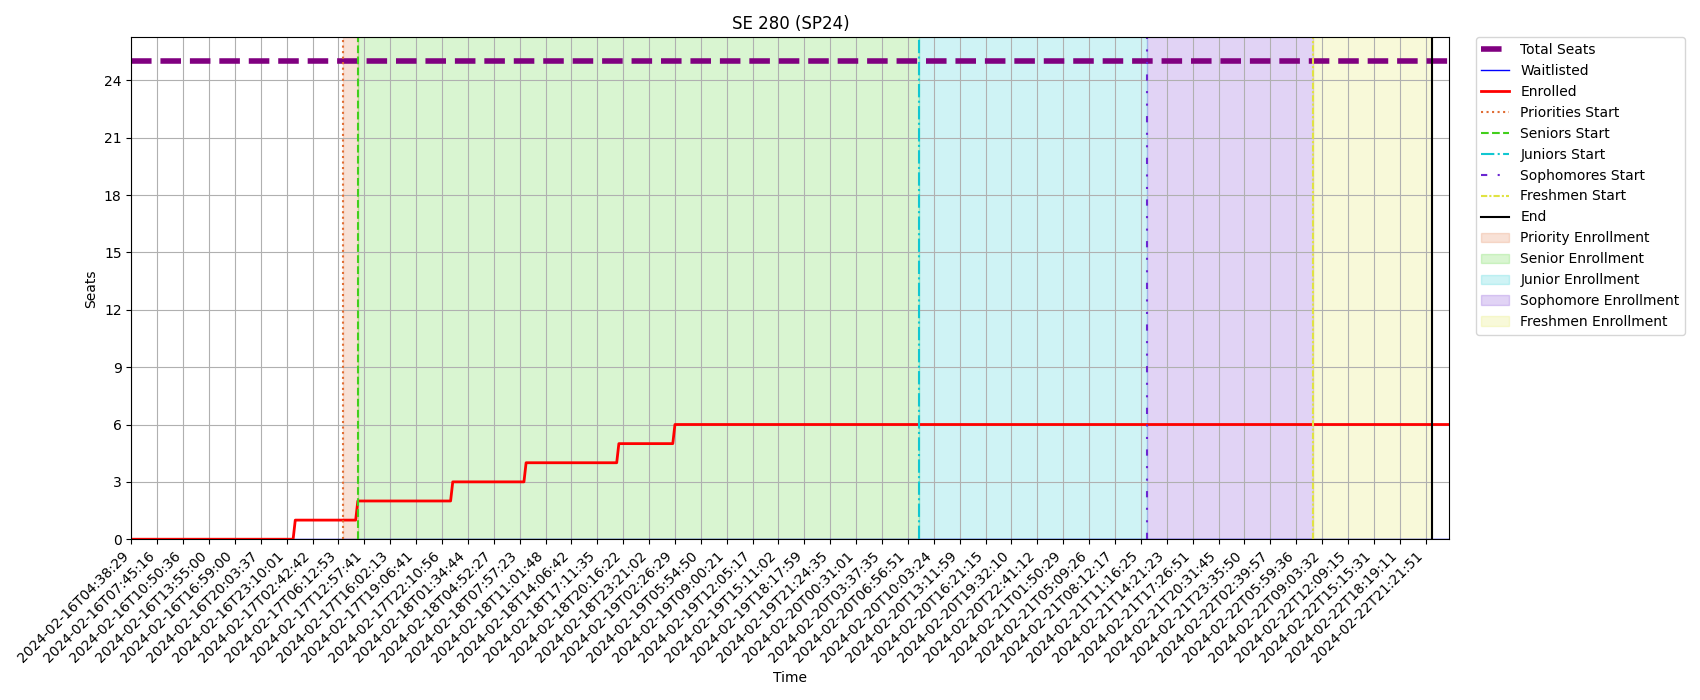 SE 280 (SP24)
Seats
24
21
18
15
12
9
6
3
0
2024-02-16T04:38:29
2024-02-16T07:45:16
2024-02-16T10:50:36
2024-02-16T13:55:00
2024-02-16T16:59:00
2024-02-16T20:03:37
2024-02-16T23:10:01
2024-02-17T02:42:42
2024-02-17T06:12:53
2024-02-17T12:57:41
2024-02-17T16:02:13
2024-02-17T19:06:41
2024-02-17T22:10:56
2024-02-18T01:34:44
2024-02-18T04:52:27
2024-02-18T07:57:23
2024-02-18T11:01:48
2024-02-18T14:06:42
2024-02-18T17:11:35
2024-02-18T20:16:22
2024-02-18T23:21:02
2024-02-19T02:26:29
2024-02-19T05:54:50
2024-02-19T09:00:21
2024-02-19T12:05:17
2024-02-19T15:11:02
2024-02-19T18:17:59
2024-02-19T21:24:35
2024-02-20T00:31:01
2024-02-20T03:37:35
2024-02-20T06:56:51
2024-02-20T10:03:24
2024-02-20T13:11:59
2024-02-20T16:21:15
2024-02-20T19:32:10
2024-02-20T22:41:12
2024-02-21T01:50:29
2024-02-21T05:09:26
2024-02-21T08:12:17
2024-02-21T11:16:25
2024-02-21T14:21:23
2024-02-21T17:26:51
2024-02-21T20:31:45
2024-02-21T23:35:50
2024-02-22T02:39:57
2024-02-22T05:59:36
2024-02-22T09:03:32
2024-02-22T12:09:15
2024-02-22T15:15:31
2024-02-22T18:19:11
2024-02-22T21:21:51
Time
Total Seats
Waitlisted
Enrolled
Priorities Start
Seniors Start
Juniors Start
Sophomores Start
Freshmen Start
End
Priority Enrollment
Senior Enrollment
Junior Enrollment
Sophomore Enrollment
Freshmen Enrollment